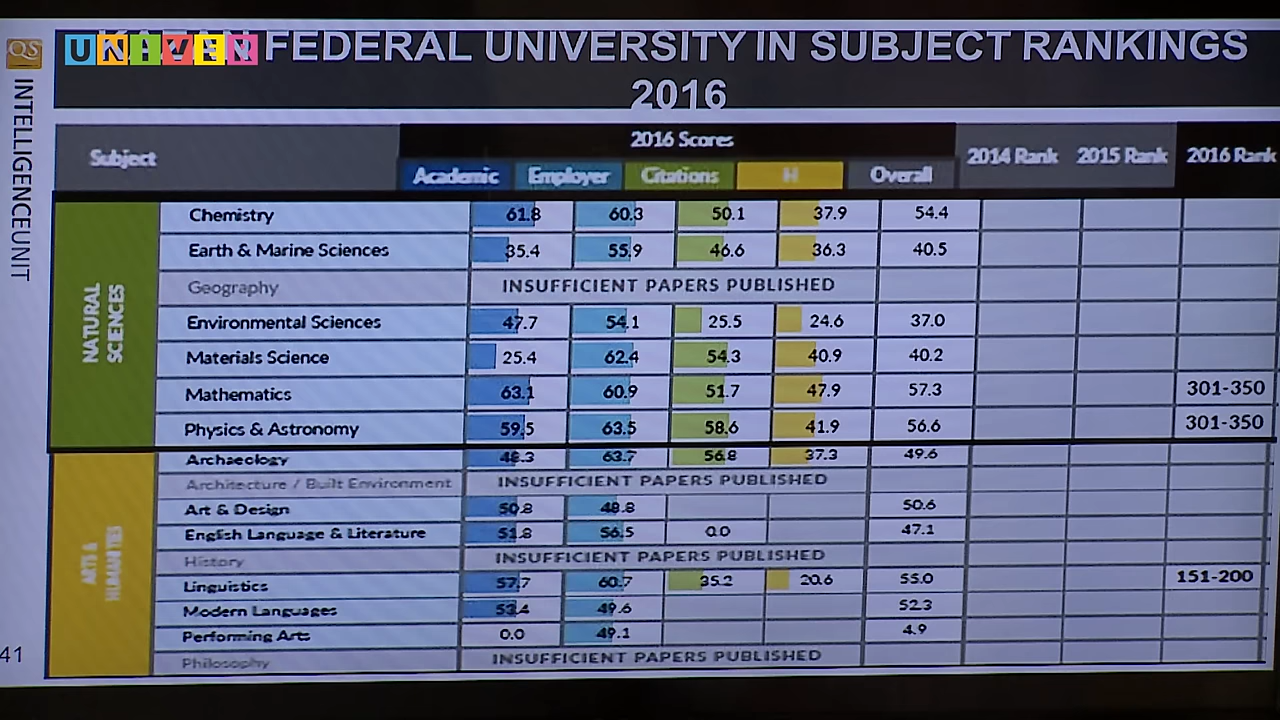 QS
INTELLIGENCEUNIT
UNIVER
KAZAN FEDERAL UNIVERSITY IN SUBJECT RANKINGS
2016
Subject
2016 Scores
2014 Rank 2015 Rank 2016 Rank
Academic Employer Citations H Overall
NATURAL
SCIENCES
Chemistry 61.8 60.3 50.1 37.9 54.4
Earth & Marine Sciences 35.4 55.9 46.6 36.3 40.5
Geography INSUFFICIENT PAPERS PUBLISHED
Environmental Sciences 47.7 54.1 25.5 24.6 37.0
Materials Science 25.4 62.4 54.3 40.9 40.2
Mathematics 63.1 60.9 51.7 47.9 57.3 301-350
Physics & Astronomy 59.5 63.5 58.6 41.9 56.6 301-350
ARTS &
HUMANITIES
Archaeology 48.3 63.7 56.8 37.3 49.6
Architecture / Built Environment INSUFFICIENT PAPERS PUBLISHED
Art & Design 50.8 48.8 50.6
English Language & Literature 51.8 56.5 0.0 47.1
History INSUFFICIENT PAPERS PUBLISHED
Linguistics 57.7 60.7 35.2 20.6 55.0 151-200
Modern Languages 53.4 49.6 52.3
Performing Arts 0.0 49.1 4.9
Philosophy INSUFFICIENT PAPERS PUBLISHED
41